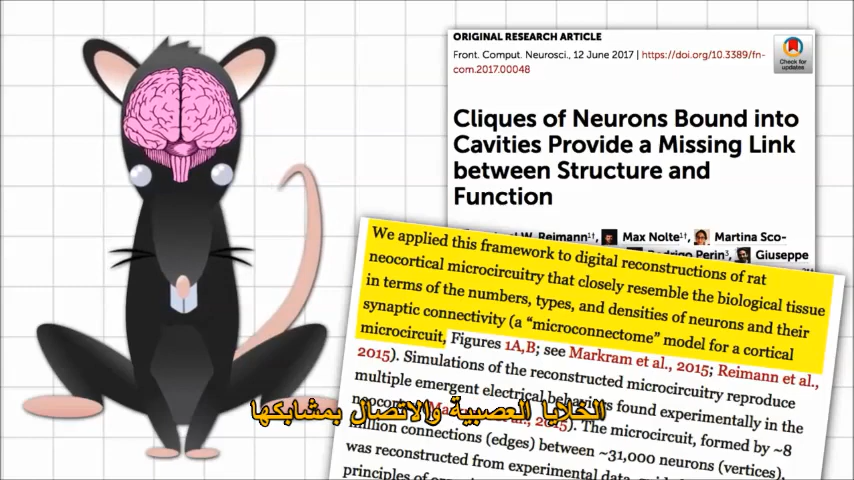 ORIGINAL RESEARCH ARTICLE
Front. Comput. Neurosci., 12 June 2017 | https://doi.org/10.3389/fn-
com.2017.00048
Check for
updates
Cliques of Neurons Bound into
Cavities Provide a Missing Link
between Structure and
Function
W. Reimann¹†, Max Nolte¹†, Martina Sco-
Rodrigo Perin³, Giuseppe
We applied this framework to digital reconstructions of rat
neocortical microcircuitry that closely resemble the biological tissue
in terms of the numbers, types, and densities of neurons and their
synaptic connectivity (a “microconnectome” model for a cortical
microcircuit, Figures 1A,B; see Markram et al., 2015; Reimann et al.,
2015). Simulations of the reconstructed microcircuitry reproduce
multiple emergent electrical behaviors found experimentally in the
The microcircuit, formed by ~8
connections (edges) between ~31,000 neurons (vertices),
was reconstructed from experimental data,
principles of
الخلايا العصبية والاتصال بمشابكها